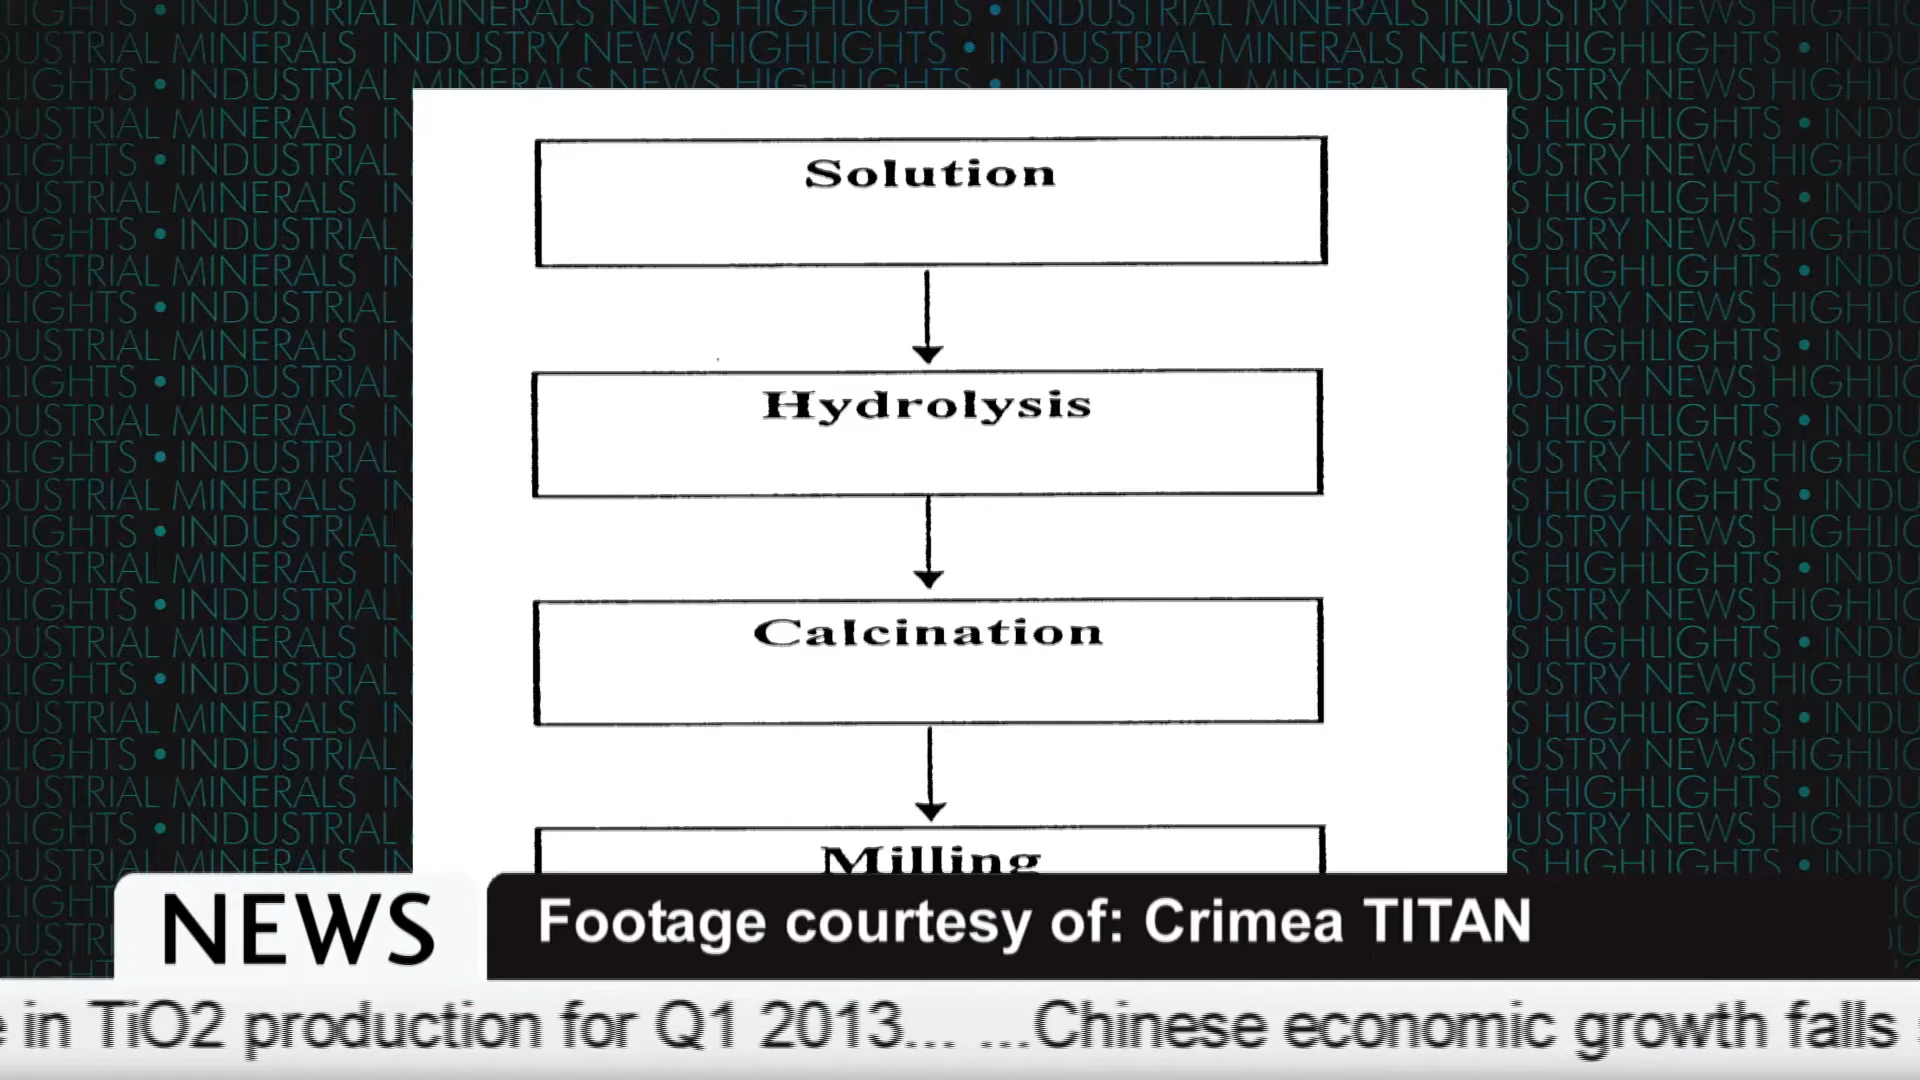 INDUSTRIAL MINERALS NEWS HIGHLIGHTS • INDUSTRIAL MINERALS INDUSTRY NEWS HIGHLIGHTS
Solution
Hydrolysis
Calcination
Milling
NEWS
Footage courtesy of: Crimea TITAN
in TiO2 production for Q1 2013... ...Chinese economic growth falls